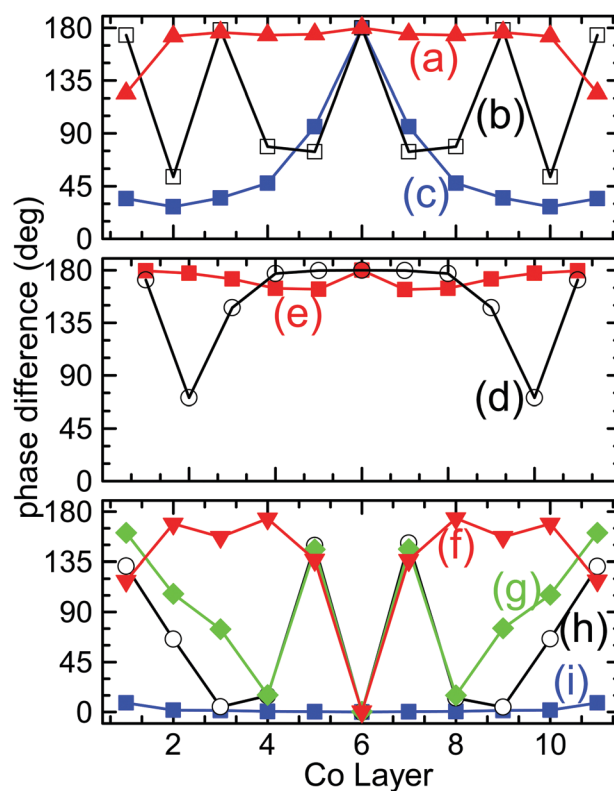 180
135
90
45
0
(a)
(b)
(c)
180
135
90
45
0
(e)
(d)
phase difference (deg)
180
135
90
45
0
(f)
(g)
(h)
(i)
2 4 6 8 10
Co Layer